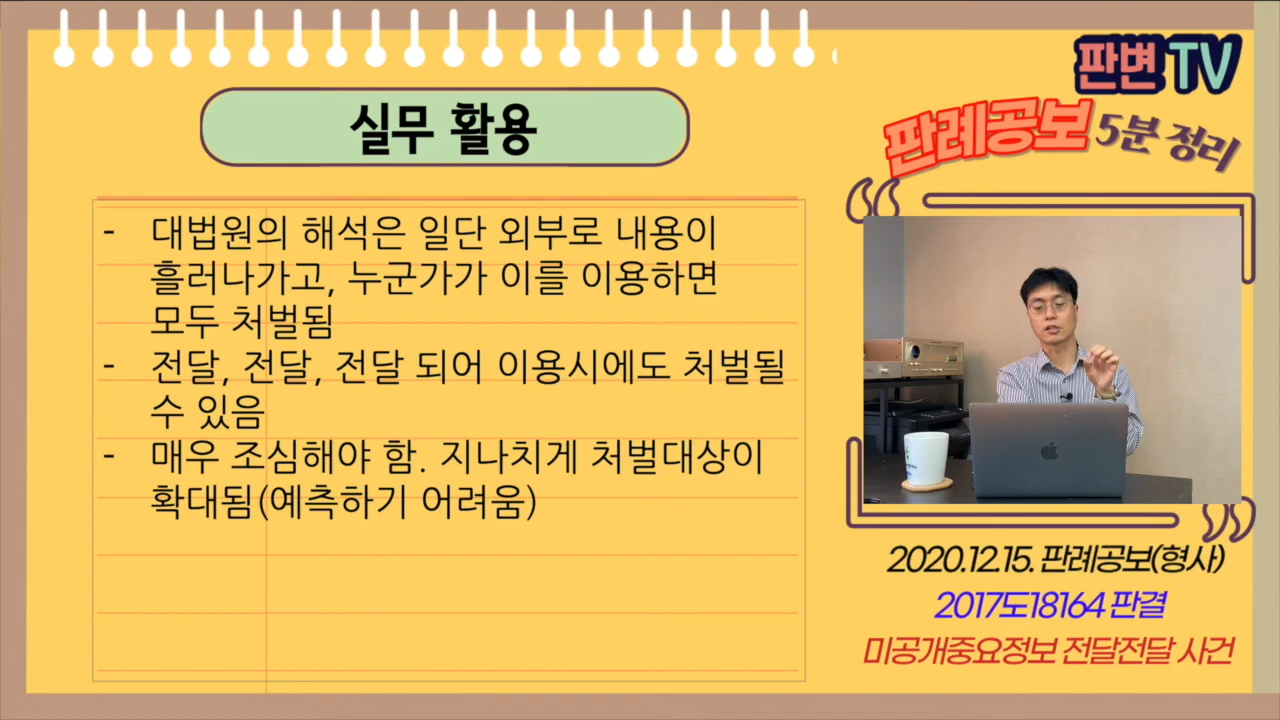 판변 TV
판례공보 5분 정리
실무 활용
- 대법원의 해석은 일단 외부로 내용이
흘러나가고, 누군가가 이를 이용하면
모두 처벌됨
- 전달, 전달, 전달 되어 이용시에도 처벌될
수 있음
- 매우 조심해야 함. 지나치게 처벌대상이
확대됨(예측하기 어려움)
2020.12.15. 판례공보(형사)
2017도18164 판결
미공개중요정보 전달전달 사건